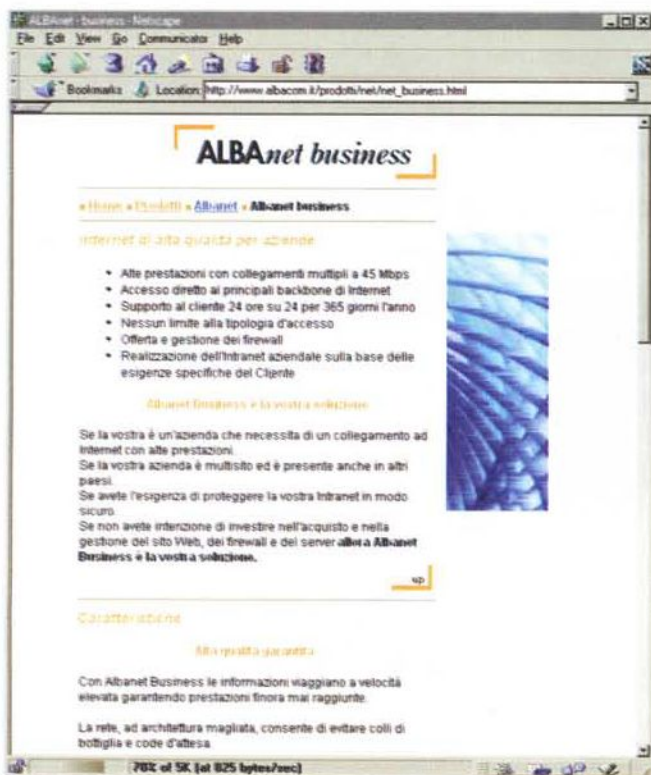 ALBAnet - business - Netscape
File Edit View Go Communicator Help
Bookmarks Location: http://www.albacom.it/prodotti/net/net_business.html
ALBAnet business
Home Prodotti Albanet Albanet business
Internet di alta qualità per aziende
• Alte prestazioni con collegamenti multipli a 45 Mbps
• Accesso diretto ai principali backbone di Internet
• Supporto al cliente 24 ore su 24 per 365 giorni l'anno
• Nessun limite alla tipologia d'accesso
• Offerta e gestione dei firewall
• Realizzazione dell'Intranet aziendale sulla base delle
esigenze specifiche del Cliente
Albanet Business è la vostra soluzione
Se la vostra è un'azienda che necessita di un collegamento ad
Internet con alte prestazioni.
Se la vostra azienda è multisito ed è presente anche in altri
paesi.
Se avete l'esigenza di proteggere la vostra Intranet in modo
sicuro.
Se non avete intenzione di investire nell'acquisto e nella
gestione del sito Web, dei firewall e dei server allora Albanet
Business è la vostra soluzione.
up
Caratteristiche
Alta qualità garantita
Con Albanet Business le informazioni viaggiano a velocità
elevata garantendo prestazioni finora mai raggiunte.
La rete, ad architettura magliata, consente di evitare colli di
bottiglia e code d'attesa
78% of 5K (at 825 bytes/sec)